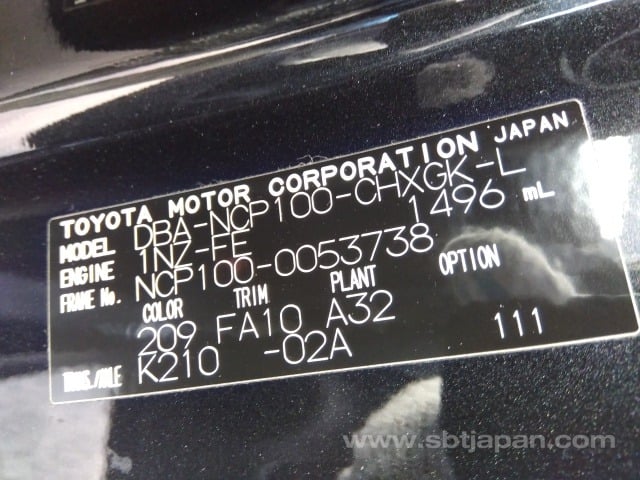 TOYOTA MOTOR CORPORATION JAPAN
MODEL DBA-NCP100-CHXGK-L
ENGINE 1NZ-FE 1496 mL
FRAME No. NCP100-0053738
COLOR TRIM PLANT OPTION
209 FA10 A32
TRANS./AXLE K210 -02A 111
www.sbtjapan.com